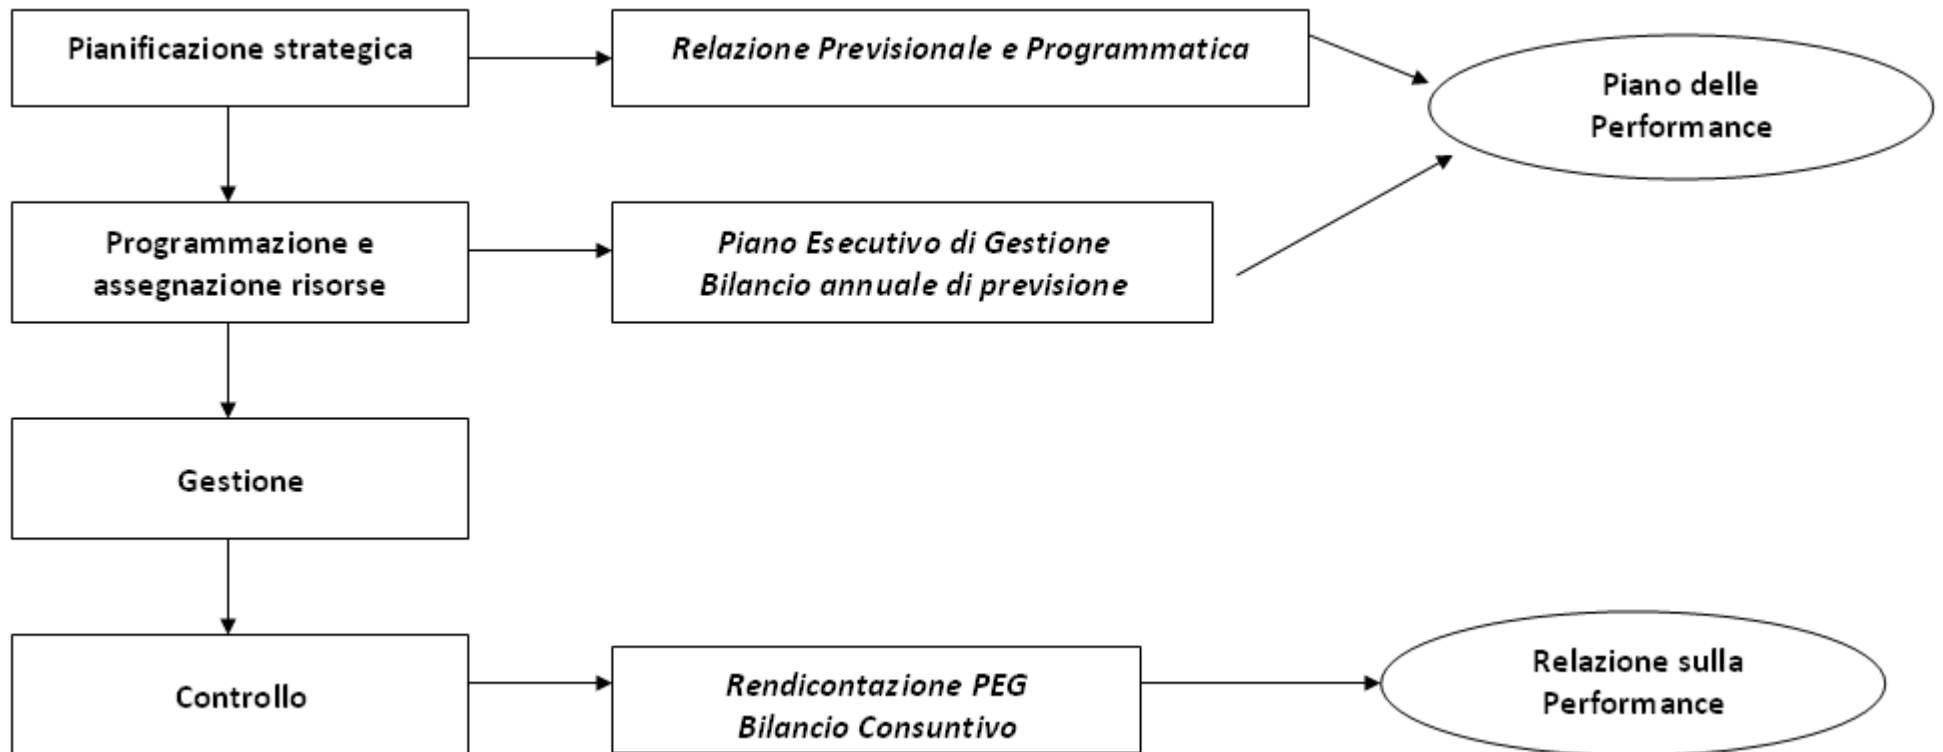 Pianificazione strategica
Relazione Previsionale e Programmatica
Piano delle
Performance
Programmazione e
assegnazione risorse
Piano Esecutivo di Gestione
Bilancio annuale di previsione
Gestione
Controllo
Rendicontazione PEG
Bilancio Consuntivo
Relazione sulla
Performance